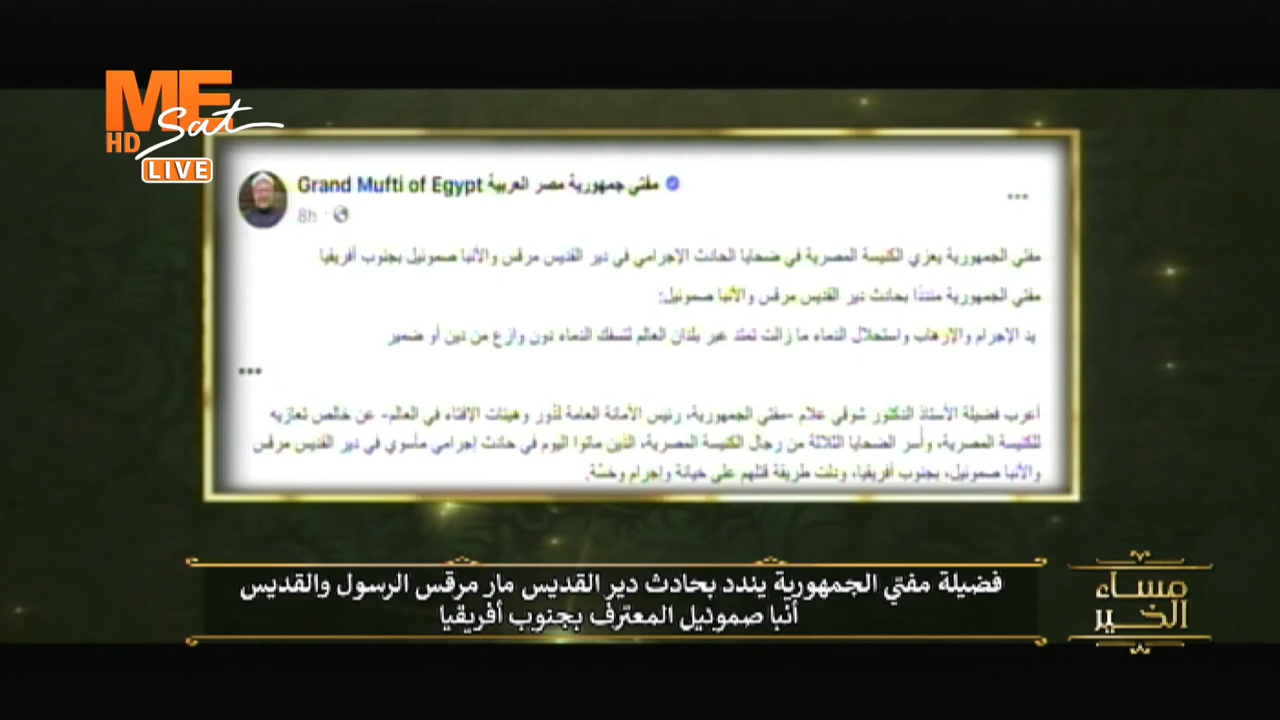 ME
Sat
HD
LIVE
Grand Mufti of Egypt مفتي جمهورية مصر العربية
8h ·
مفتي الجمهورية يعزي الكنيسة المصرية في ضحايا الحادث الإجرامي في دير القديس مرقس والأنبا صموئيل بجنوب أفريقيا
مفتي الجمهورية منددًا بحادث دير القديس مرقس والأنبا صموئيل:
يد الإجرام والإرهاب واستحلال الدماء ما زالت تمتد عبر بلدان العالم لتسفك الدماء دون وازع من دين أو ضمير
أعرب فضيلة الأستاذ الدكتور شوقي علام -مفتي الجمهورية، رئيس الأمانة العامة لدُور وهيئات الإفتاء في العالم- عن خالص تعازيه
للكنيسة المصرية، وأسر الضحايا الثلاثة من رجال الكنيسة المصرية، الذين ماتوا اليوم في حادث إجرامي مأسوي في دير القديس مرقس
والأنبا صموئيل، بجنوب أفريقيا، ودلت طريقة قتلهم على خيانة وإجرام وخسَّة.
فضيلة مفتي الجمهورية يندد بحادث دير القديس مار مرقس الرسول والقديس
أنبا صموئيل المعترف بجنوب أفريقيا
مساء
الخير